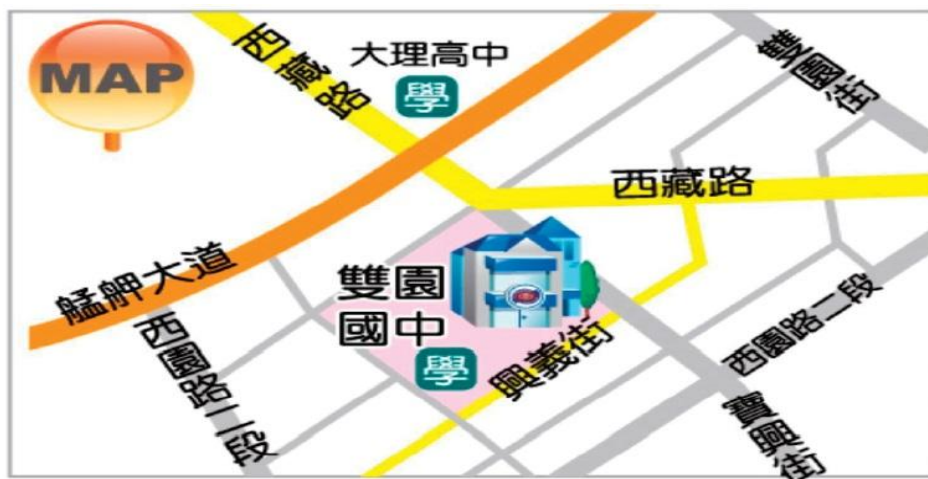 MAP
西藏路
大理高中
學
雙園街
西藏路
艋舺大道
雙園
國中
學
興義街
西園路二段
西園路二段
寶興街